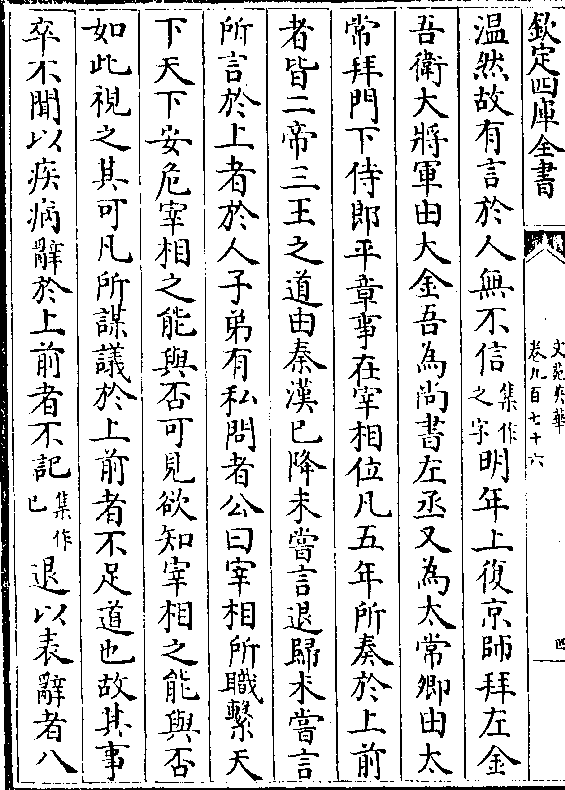 欽定四庫全書
文苑英華
卷九百七十六
四
温然故有言於人無不信集作之字明年上復京師拜左金
吾衛大將軍由大金吾為尚書左丞又為太常卿由太
常拜門下侍郎平章事在宰相位凡五年所奏於上前
者皆二帝三王之道由秦漢已降未嘗言退歸未嘗言
所言於上者於人子弟有私問者公曰宰相所職繫天
下天下安危宰相之能與否可見欲知宰相之能與否
如此視之其可凡所謀議於上前者不足道也故其事
卒不聞以疾病辭於上前者不記集作已退以表辭者八